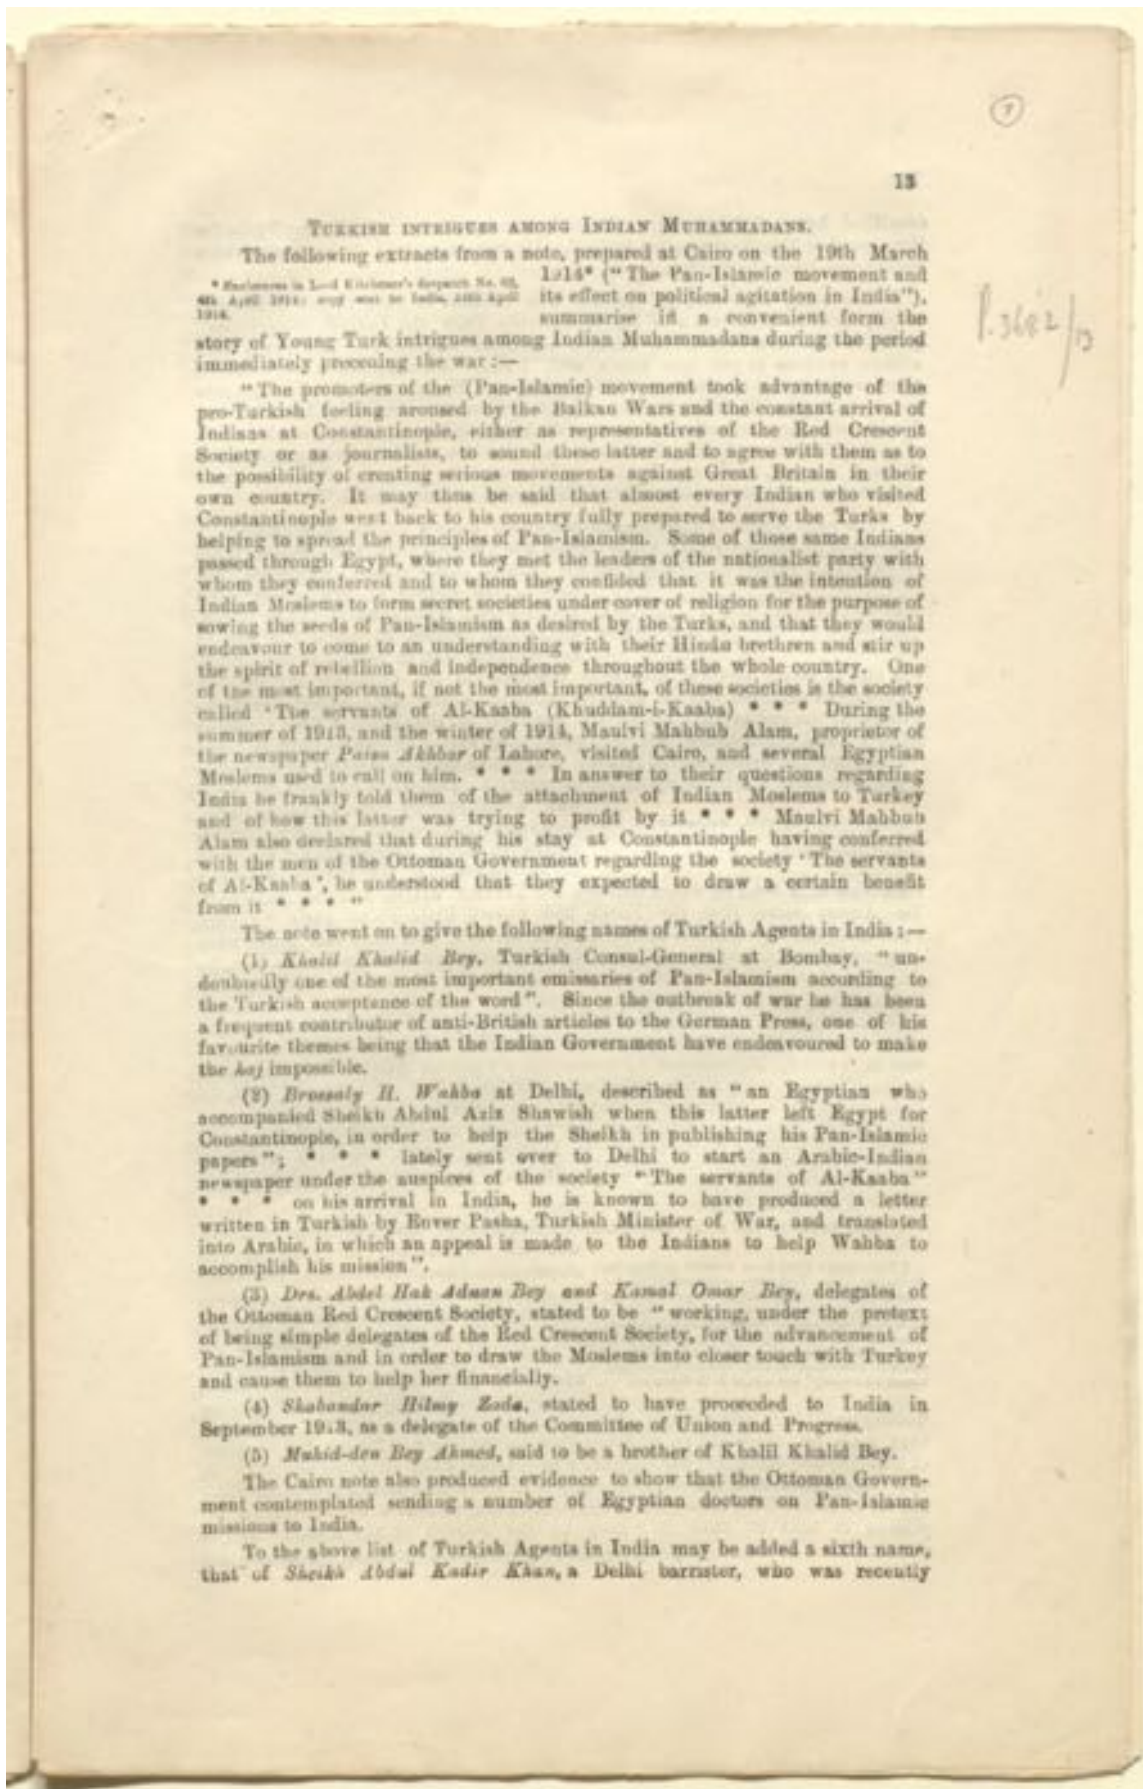 7
13
TURKISH INTRIGUES AMONG INDIAN MUHAMMADANS.
The following extracts from a note, prepared at Cairo on the 19th March
1914* ("The Pan-Islamic movement and
its effect on political agitation in India"),
summarise in a convenient form the
* Enclosures in Lord Kitchener's despatch No. 62,
4th April 1914: copy sent to India, 24th April
1914.
P.3682/13
story of Young Turk intrigues among Indian Muhammadans during the period
immediately preceding the war:—
"The promoters of the (Pan-Islamic) movement took advantage of the
pro-Turkish feeling aroused by the Balkan Wars and the constant arrival of
Indians at Constantinople, either as representatives of the Red Crescent
Society or as journalists, to sound these latter and to agree with them as to
the possibility of creating serious movements against Great Britain in their
own country. It may thus be said that almost every Indian who visited
Constantinople went back to his country fully prepared to serve the Turks by
helping to spread the principles of Pan-Islamism. Some of those same Indians
passed through Egypt, where they met the leaders of the nationalist party with
whom they conferred and to whom they confided that it was the intention of
Indian Moslems to form secret societies under cover of religion for the purpose of
sowing the seeds of Pan-Islamism as desired by the Turks, and that they would
endeavour to come to an understanding with their Hindu brethren and stir up
the spirit of rebellion and independence throughout the whole country. One
of the most important, if not the most important, of these societies is the society
called 'The servants of Al-Kaaba (Khuddam-i-Kaaba) * * * During the
summer of 1913, and the winter of 1914, Maulvi Mahbub Alam, proprietor of
the newspaper Paisa Akhbar of Lahore, visited Cairo, and several Egyptian
Moslems used to call on him. * * * In answer to their questions regarding
India he frankly told them of the attachment of Indian Moslems to Turkey
and of how this latter was trying to profit by it * * * Maulvi Mahbub
Alam also declared that during his stay at Constantinople having conferred
with the men of the Ottoman Government regarding the society 'The servants
of Al-Kaaba', he understood that they expected to draw a certain benefit
from it * * * "
The note went on to give the following names of Turkish Agents in India:—
(1) Khalil Khalid Bey, Turkish Consul-General at Bombay, "un-
doubtedly one of the most important emissaries of Pan-Islamism according to
the Turkish acceptance of the word". Since the outbreak of war he has been
a frequent contributor of anti-British articles to the German Press, one of his
favourite themes being that the Indian Government have endeavoured to make
the haj impossible.
(2) Brossaly H. Wahba at Delhi, described as "an Egyptian who
accompanied Sheikh Abdul Aziz Shawish when this latter left Egypt for
Constantinople, in order to help the Sheikh in publishing his Pan-Islamic
papers"; * * * lately sent over to Delhi to start an Arabic-Indian
newspaper under the auspices of the society "The servants of Al-Kaaba"
* * * on his arrival in India, he is known to have produced a letter
written in Turkish by Enver Pasha, Turkish Minister of War, and translated
into Arabic, in which an appeal is made to the Indians to help Wahba to
accomplish his mission".
(3) Drs. Abdel Hak Adnan Bey and Kamal Omar Bey, delegates of
the Ottoman Red Crescent Society, stated to be "working, under the pretext
of being simple delegates of the Red Crescent Society, for the advancement of
Pan-Islamism and in order to draw the Moslems into closer touch with Turkey
and cause them to help her financially.
(4) Shabandar Hilmy Zada, stated to have proceeded to India in
September 1913, as a delegate of the Committee of Union and Progress.
(5) Muhid-den Bey Ahmed, said to be a brother of Khalil Khalid Bey.
The Cairo note also produced evidence to show that the Ottoman Govern-
ment contemplated sending a number of Egyptian doctors on Pan-Islamic
missions to India.
To the above list of Turkish Agents in India may be added a sixth name,
that of Sheikh Abdul Kadir Khan, a Delhi barrister, who was recently